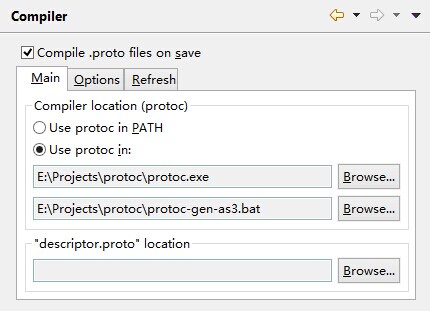 Compiler
Compile .proto files on save
Main Options Refresh
Compiler location (protoc)
Use protoc in PATH
Use protoc in:
E:\Projects\protoc\protoc.exe Browse...
E:\Projects\protoc\protoc-gen-as3.bat Browse...
"descriptor.proto" location
Browse...